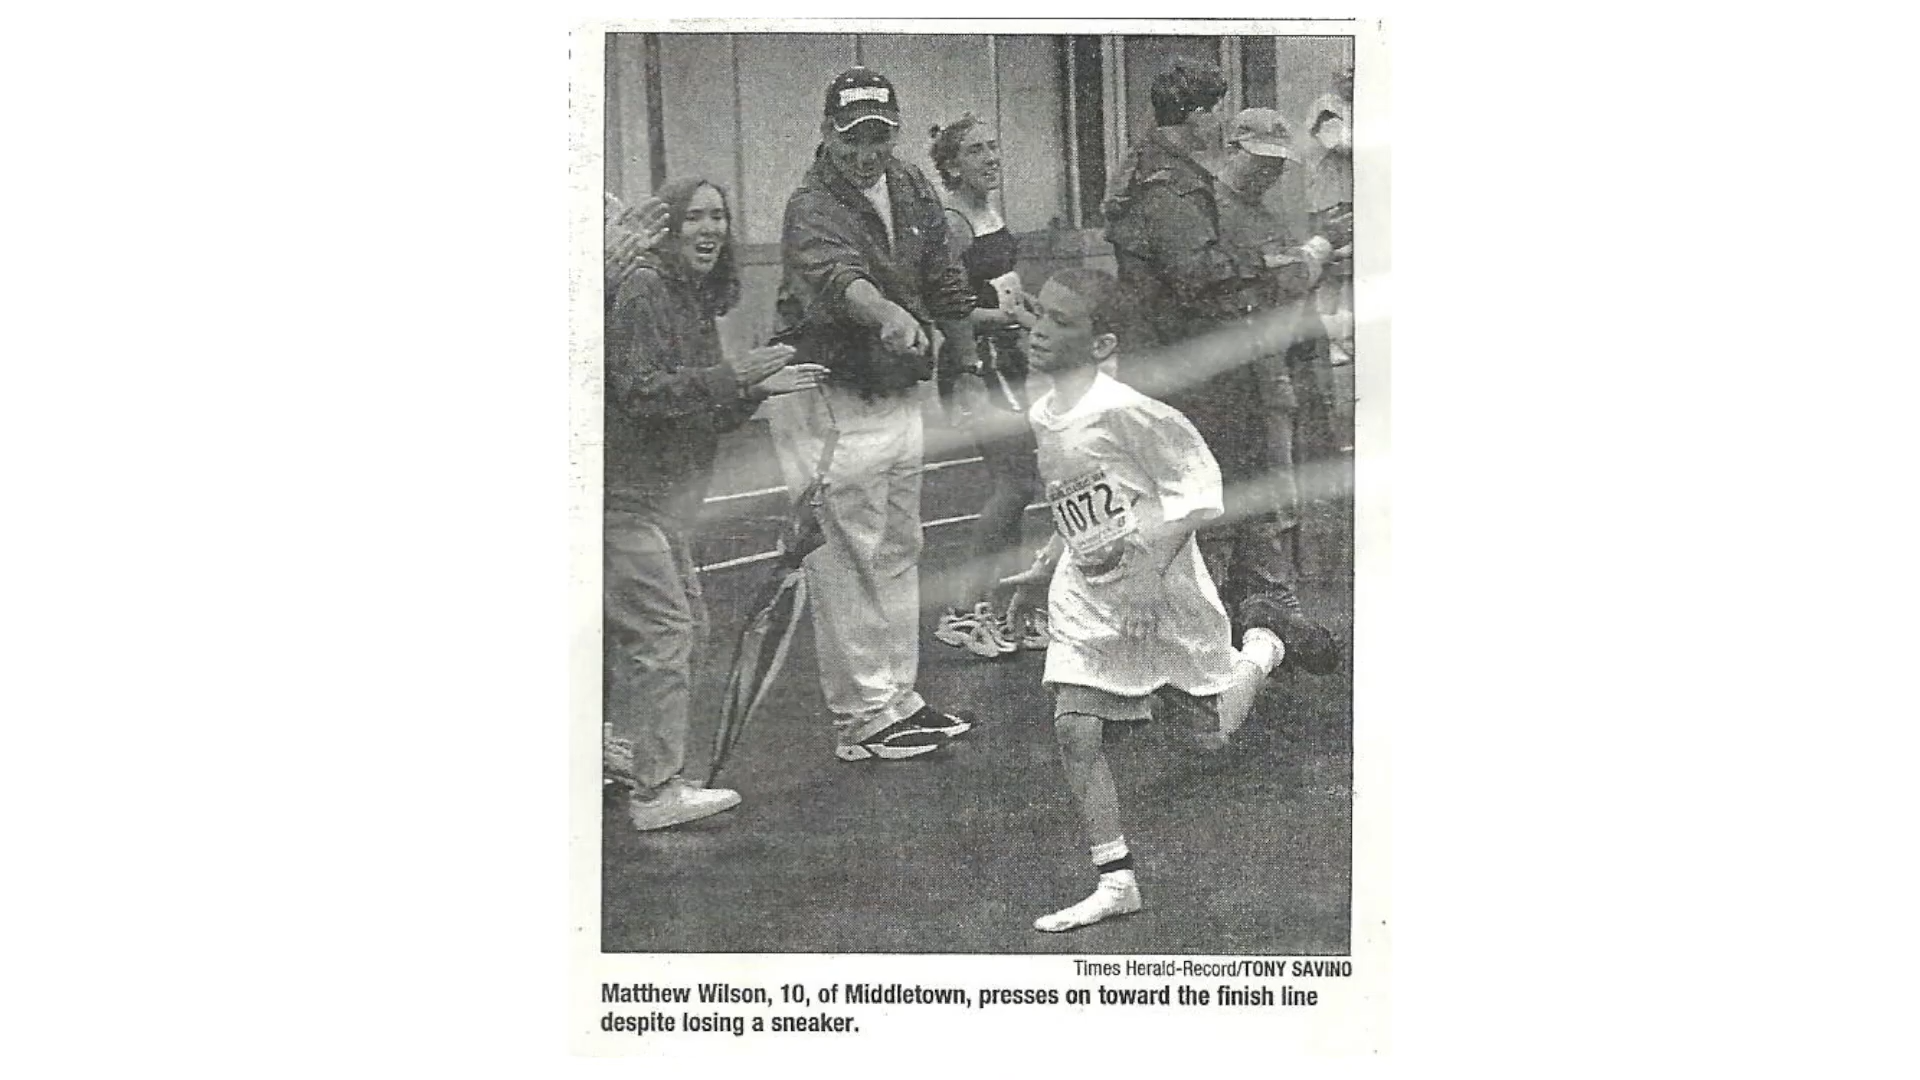 1072
Times Herald-Record/TONY SAVINO
Matthew Wilson, 10, of Middletown, presses on toward the finish line
despite losing a sneaker.